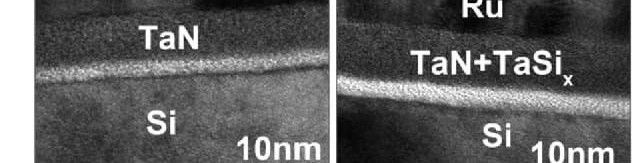 TaN
Si
10nm
Ru
TaN+TaSiₓ
Si
10nm